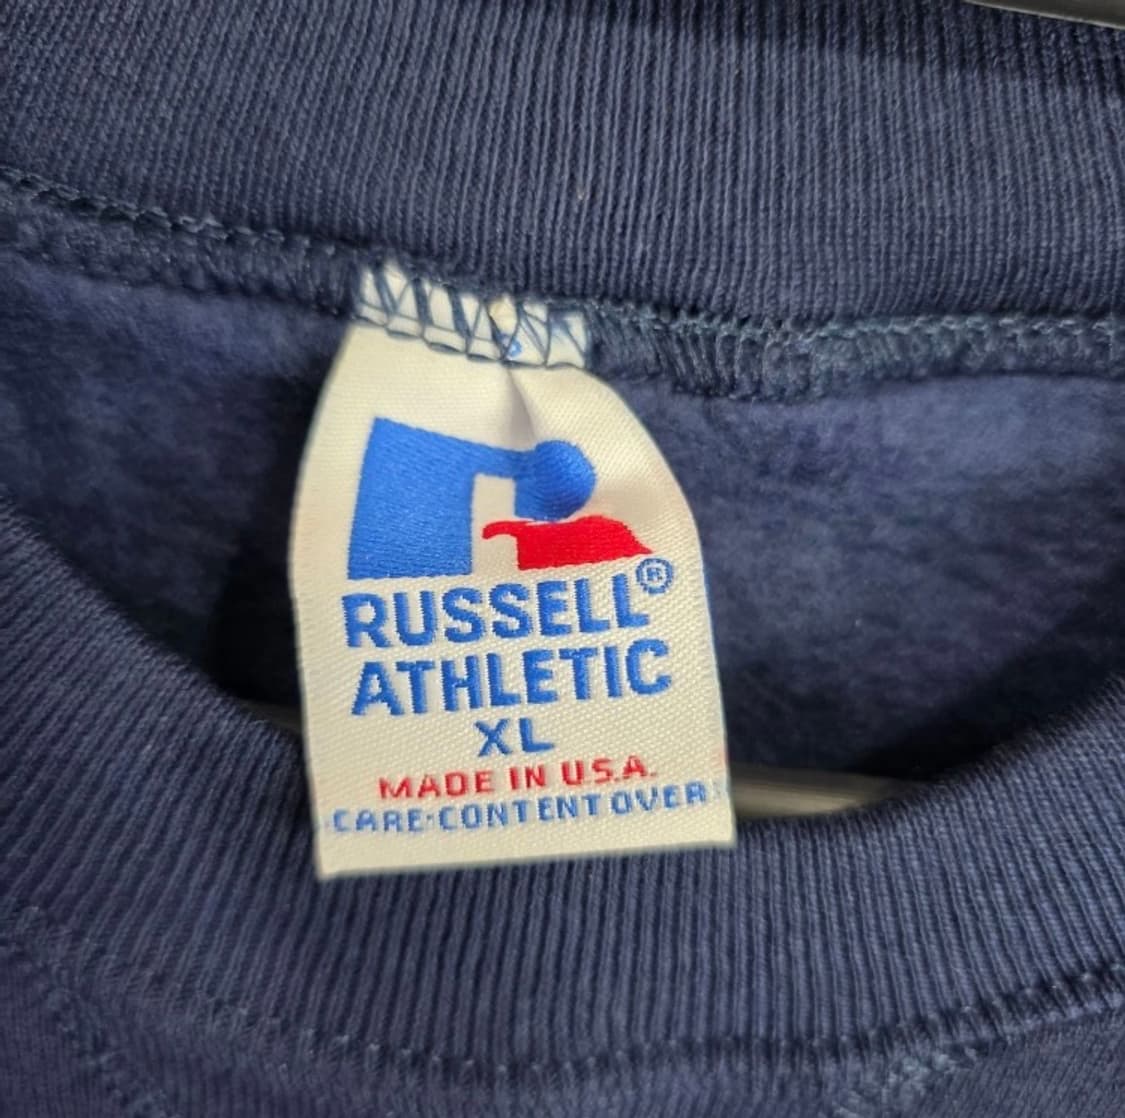 RUSSELL®
ATHLETIC
XL
MADE IN U.S.A.
CARE·CONTENT OVER